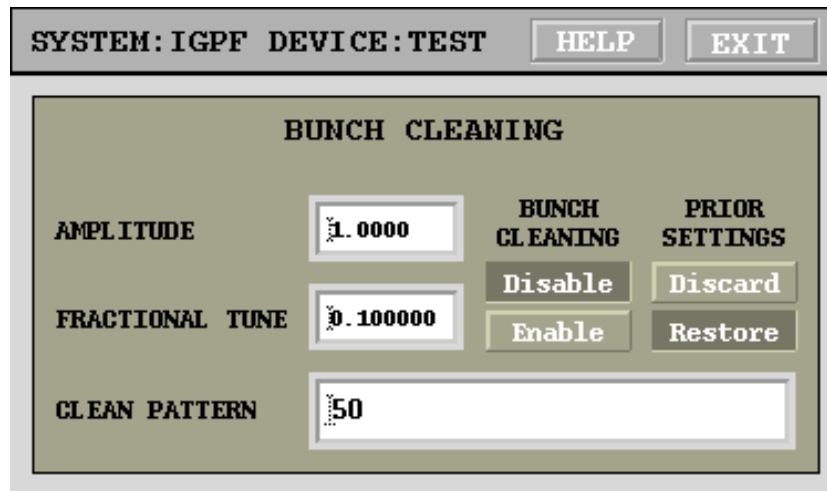 SYSTEM:IGPF DEVICE:TEST HELP EXIT
BUNCH CLEANING
AMPLITUDE 1.0000
BUNCH CLEANING
PRIOR SETTINGS
Disable Discard
FRACTIONAL TUNE 0.100000
Enable Restore
CLEAN PATTERN 50